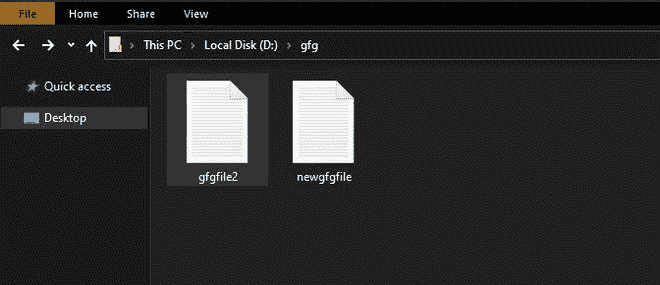 File Home Share View
This PC > Local Disk (D:) > gfg
Quick access
Desktop
gfgfile2 newgfgfile